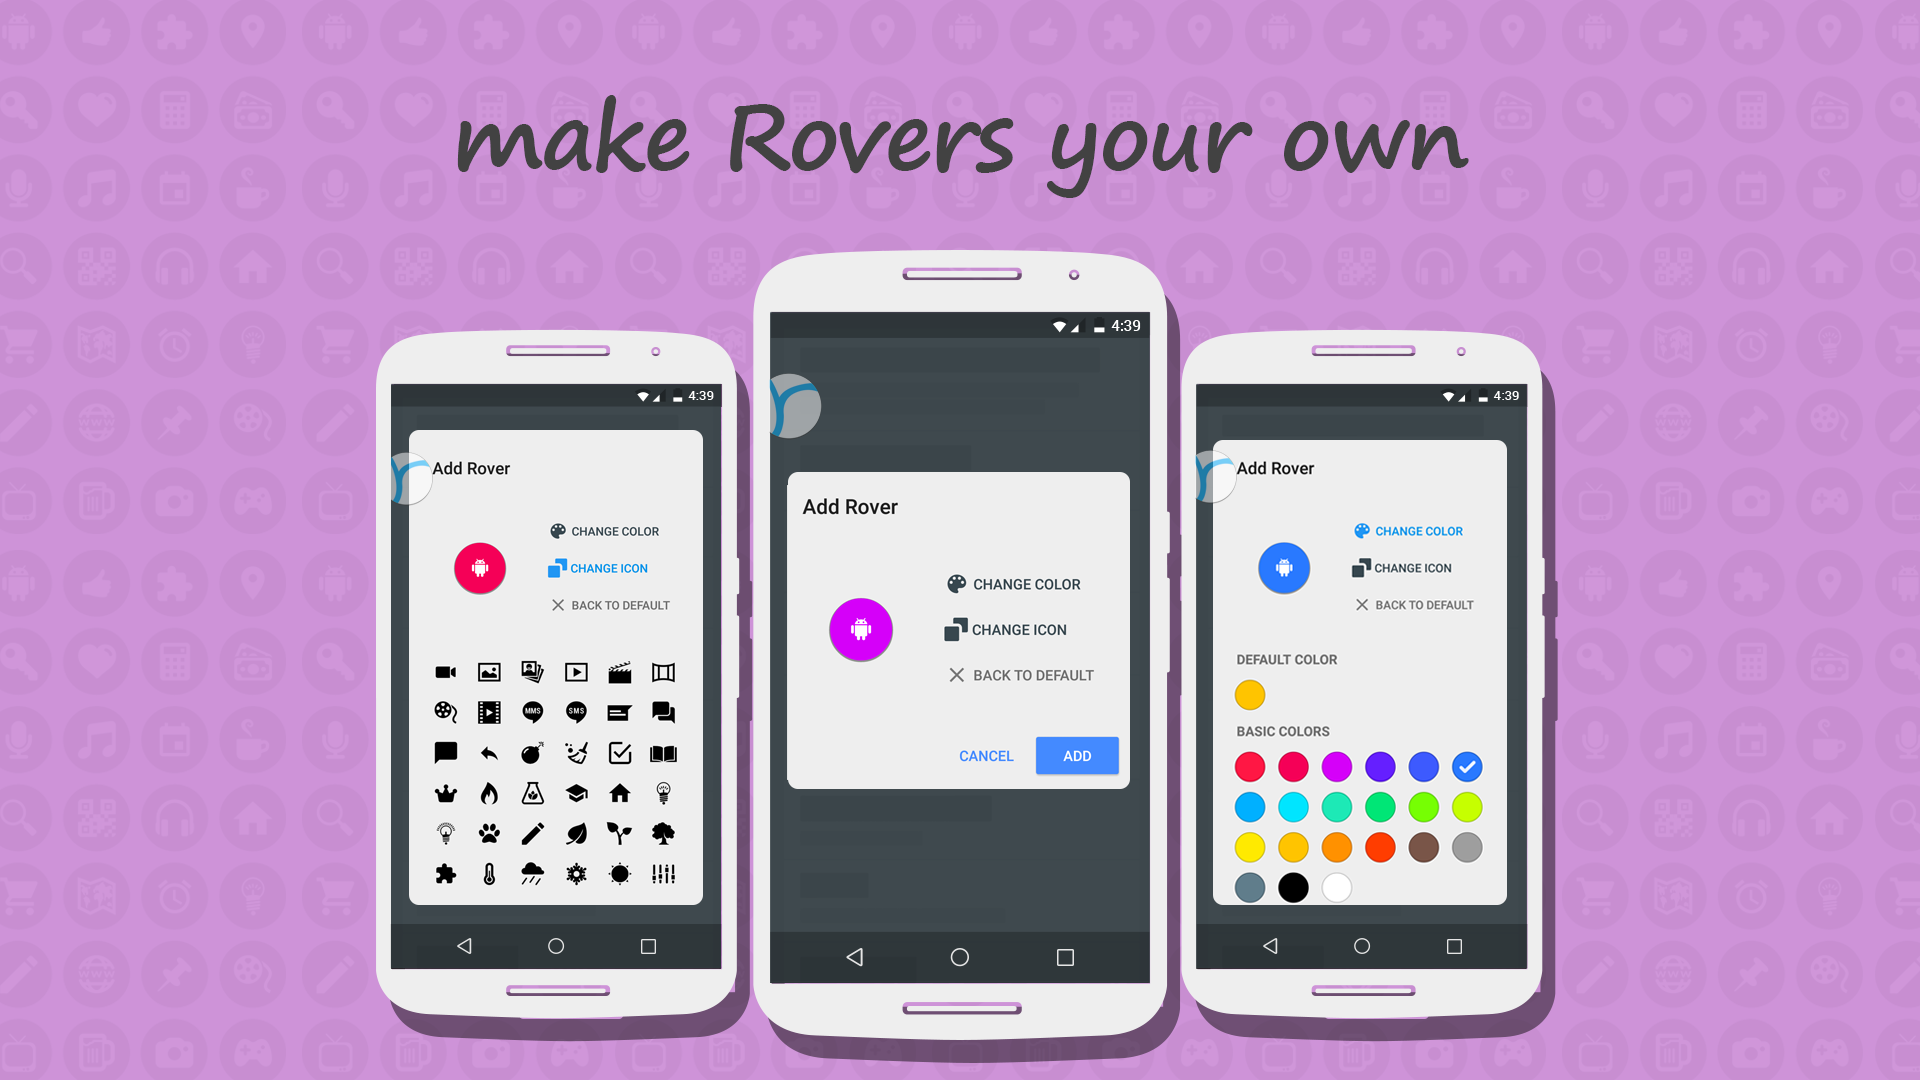 make Rovers your own
4:39
Add Rover
CHANGE COLOR
CHANGE ICON
BACK TO DEFAULT
MMS
SMS
4:39
Add Rover
CHANGE COLOR
CHANGE ICON
BACK TO DEFAULT
CANCEL
ADD
4:39
Add Rover
CHANGE COLOR
CHANGE ICON
BACK TO DEFAULT
DEFAULT COLOR
BASIC COLORS